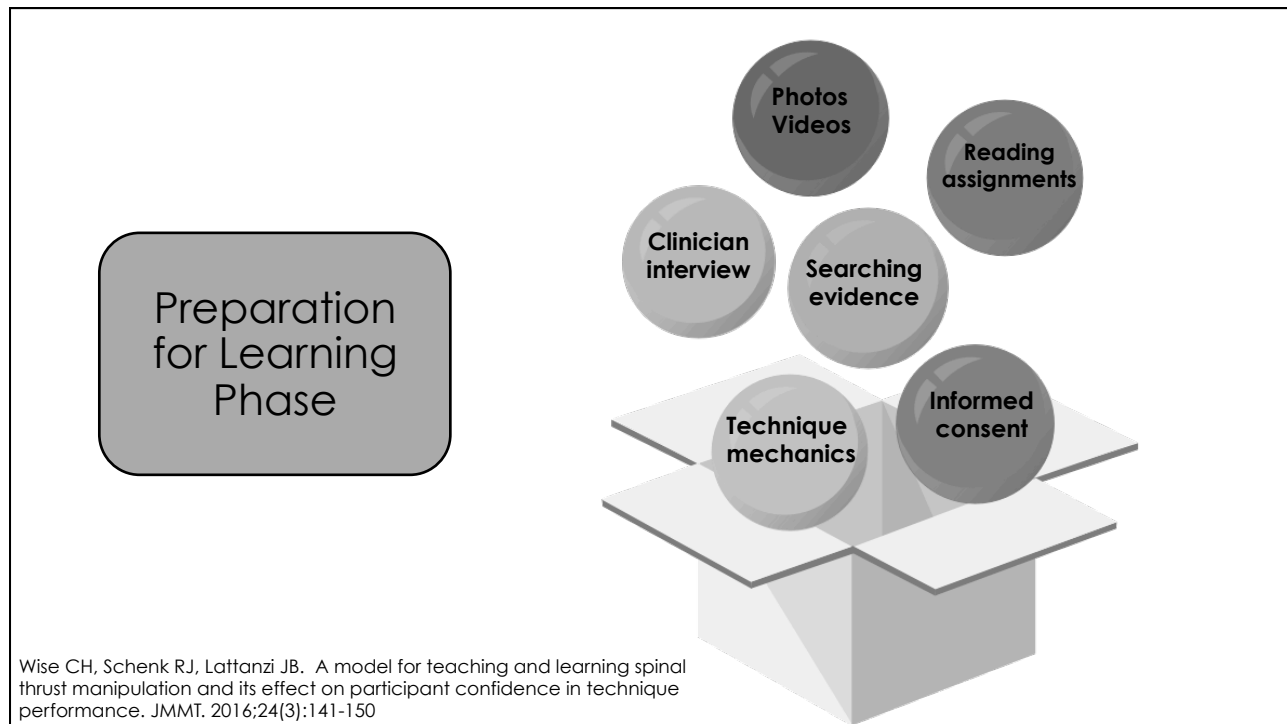 Preparation
for Learning
Phase
Photos
Videos
Reading
assignments
Clinician
interview
Searching
evidence
Technique
mechanics
Informed
consent
Wise CH, Schenk RJ, Lattanzi JB.  A model for teaching and learning spinal
thrust manipulation and its effect on participant confidence in technique
performance. JMMT. 2016;24(3):141-150